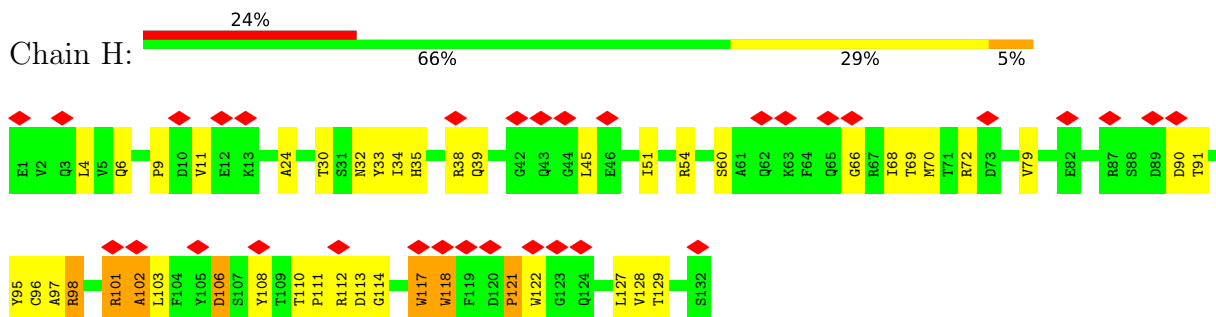 24%
Chain H:
66% 29% 5%
E1 V2 Q3 L4 V5 Q6 P9 D10 V11 E12 K13 A24 T30 S31 N32 Y33 I34 H35 R38 Q39 G42 Q43 G44 L45 E46 I51 R54 S60 A61 Q62 K63 F64 Q65 G66 R67 I68 T69 M70 T71 R72 D73 V79 E82 R87 S88 D89 D90 T91
Y95 C96 A97 R98 R101 A102 L103 F104 Y105 D106 S107 Y108 T109 T110 P111 R112 D113 G114 W117 W118 F119 D120 P121 W122 G123 Q124 L127 V128 T129 S132